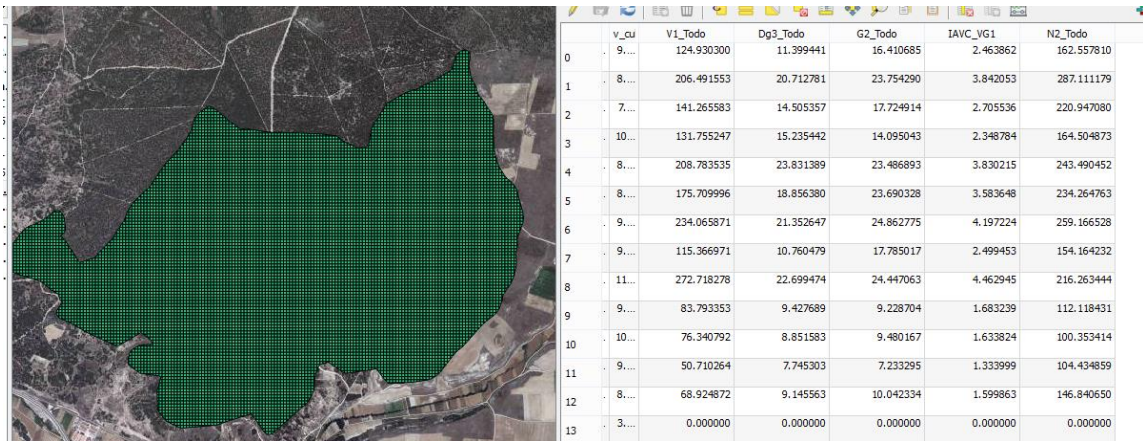 v_cu V1_Todo Dg3_Todo G2_Todo IAVC_VG1 N2_Todo
0 9... 124.930300 11.399441 16.410685 2.463862 162.557810
1 8... 206.491553 20.712781 23.754290 3.842053 287.111179
2 7... 141.265583 14.505357 17.724914 2.705536 220.947080
3 10... 131.755247 15.235442 14.095043 2.348784 164.504873
4 8... 208.783535 23.831389 23.486893 3.830215 243.490452
5 8... 175.709996 18.856380 23.690328 3.583648 234.264763
6 9... 234.065871 21.352647 24.862775 4.197224 259.166528
7 9... 115.366971 10.760479 17.785017 2.499453 154.164232
8 11... 272.718278 22.699474 24.447063 4.462945 216.263444
9 9... 83.793353 9.427689 9.228704 1.683239 112.118431
10 10... 76.340792 8.851583 9.480167 1.633824 100.353414
11 9... 50.710264 7.745303 7.233295 1.333999 104.434859
12 8... 68.924872 9.145563 10.042334 1.599863 146.840650
13 3... 0.000000 0.000000 0.000000 0.000000 0.000000